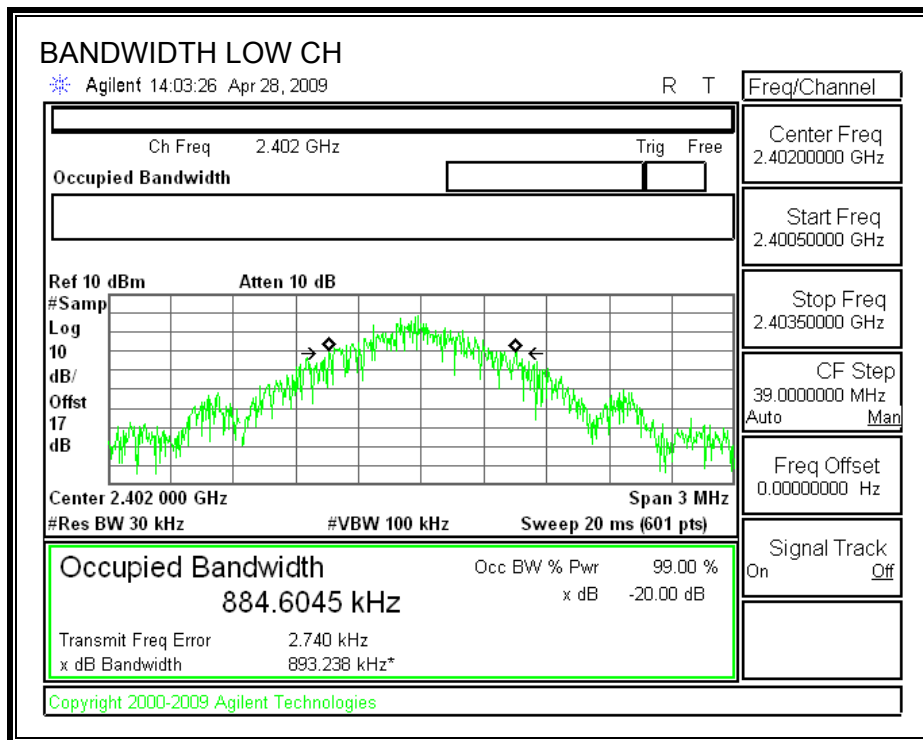 BANDWIDTH LOW CH
Agilent 14:03:26 Apr 28, 2009 R T
Freq/Channel
Ch Freq 2.402 GHz Trig Free
Occupied Bandwidth
Center Freq
2.40200000 GHz
Start Freq
2.40050000 GHz
Stop Freq
2.40350000 GHz
CF Step
39.0000000 MHz
Auto Man
Freq Offset
0.00000000 Hz
Signal Track
On Off
Ref 10 dBm Atten 10 dB
#Samp
Log
10
dB/
Offst
17
dB
Center 2.402 000 GHz Span 3 MHz
#Res BW 30 kHz #VBW 100 kHz Sweep 20 ms (601 pts)
Occupied Bandwidth Occ BW % Pwr 99.00 %
884.6045 kHz x dB -20.00 dB
Transmit Freq Error 2.740 kHz
x dB Bandwidth 893.238 kHz*
Copyright 2000-2009 Agilent Technologies